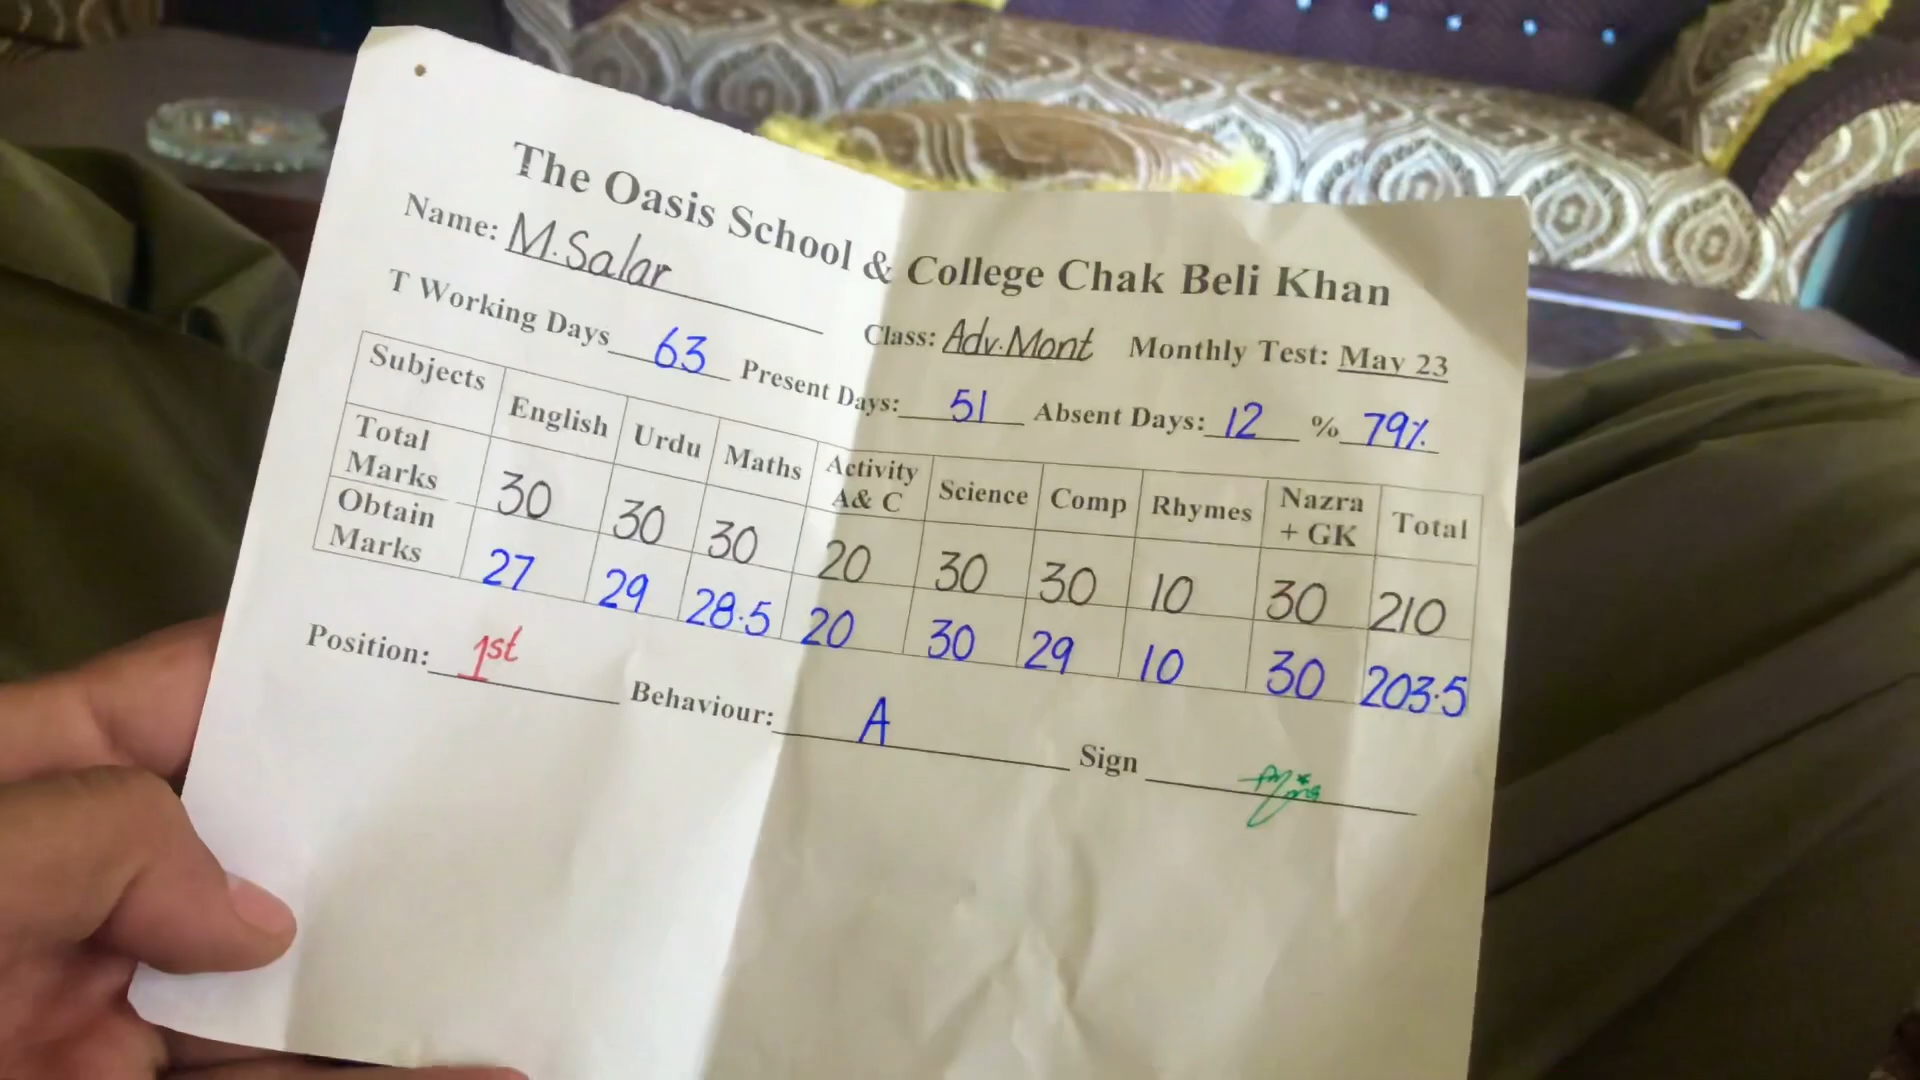 The Oasis School & College Chak Beli Khan
Name: M.Salar Class: Adv.Mont Monthly Test: May 23
T Working Days 63 Present Days: 51 Absent Days: 12 % 79%
Subjects English Urdu Maths Activity A& C Science Comp Rhymes Nazra + GK Total
Total Marks 30 30 30 20 30 30 10 30 210
Obtain Marks 27 29 28.5 20 30 29 10 30 203.5
Position: 1st Behaviour: A Sign